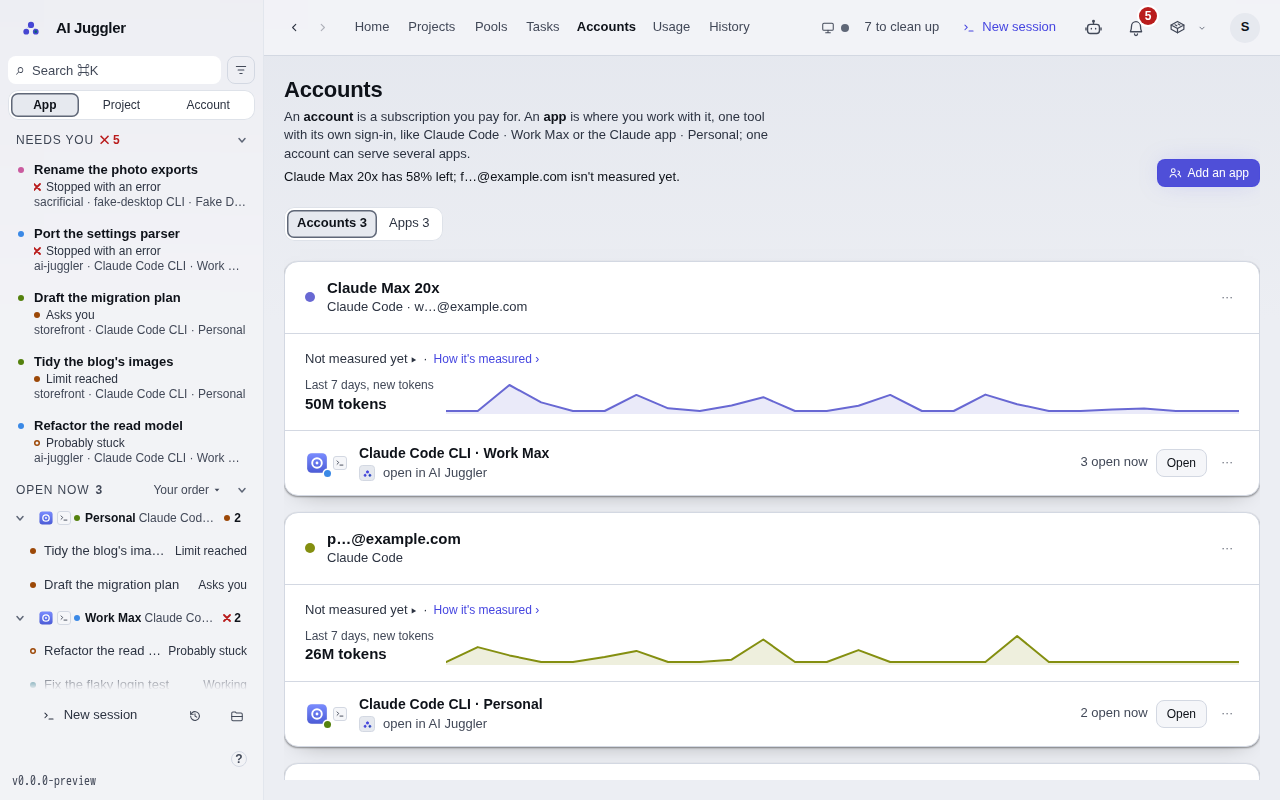 AI Juggler
Search ⌘K
App Project Account
NEEDS YOU 5
Rename the photo exports
Stopped with an error
sacrificial · fake-desktop CLI · Fake D…
Port the settings parser
Stopped with an error
ai-juggler · Claude Code CLI · Work …
Draft the migration plan
Asks you
storefront · Claude Code CLI · Personal
Tidy the blog's images
Limit reached
storefront · Claude Code CLI · Personal
Refactor the read model
Probably stuck
ai-juggler · Claude Code CLI · Work …
OPEN NOW 3 Your order
Personal Claude Cod… 2
Tidy the blog's ima… Limit reached
Draft the migration plan Asks you
Work Max Claude Co… 2
Refactor the read … Probably stuck
Fix the flaky login test Working
New session
?
v0.0.0-preview
Home Projects Pools Tasks Accounts Usage History 7 to clean up New session 5 S
Accounts
An account is a subscription you pay for. An app is where you work with it, one tool
with its own sign-in, like Claude Code · Work Max or the Claude app · Personal; one
account can serve several apps.
Claude Max 20x has 58% left; f…@example.com isn't measured yet.
Add an app
Accounts 3 Apps 3
Claude Max 20x
Claude Code · w…@example.com
Not measured yet ▸ · How it's measured ›
Last 7 days, new tokens
50M tokens
Claude Code CLI · Work Max
open in AI Juggler
3 open now Open
p…@example.com
Claude Code
Not measured yet ▸ · How it's measured ›
Last 7 days, new tokens
26M tokens
Claude Code CLI · Personal
open in AI Juggler
2 open now Open